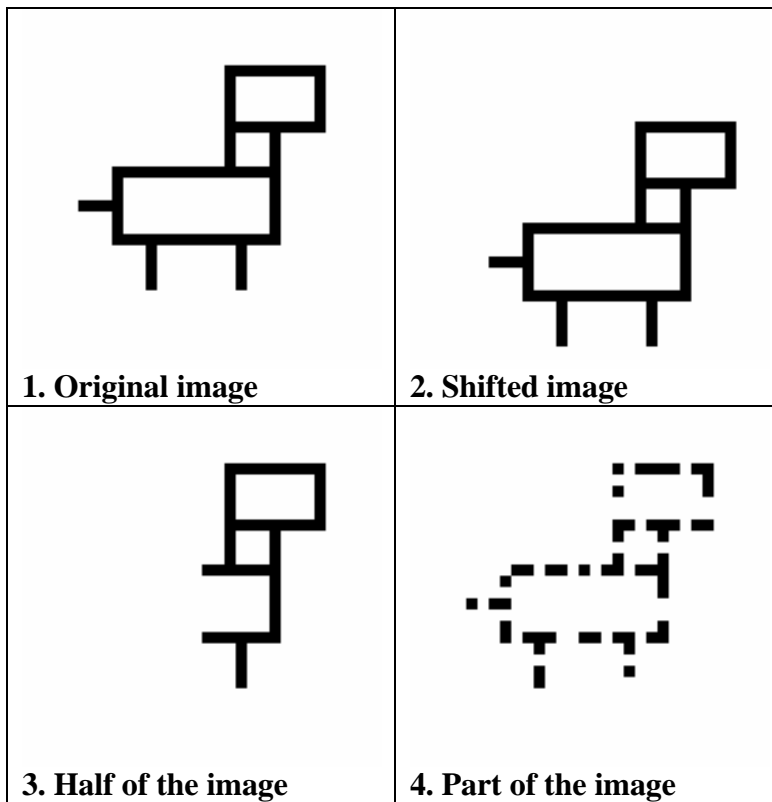 1. Original image
2. Shifted image
3. Half of the image
4. Part of the image